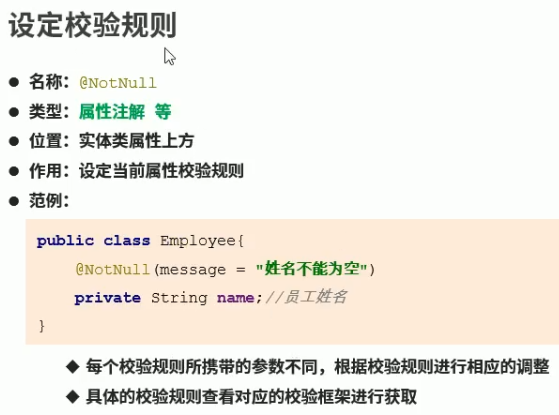 设定校验规则
● 名称：@NotNull
● 类型：属性注解 等
● 位置：实体类属性上方
● 作用：设定当前属性校验规则
● 范例：
public class Employee{
    @NotNull(message = "姓名不能为空")
    private String name;//员工姓名
}
◆ 每个校验规则所携带的参数不同，根据校验规则进行相应的调整
◆ 具体的校验规则查看对应的校验框架进行获取